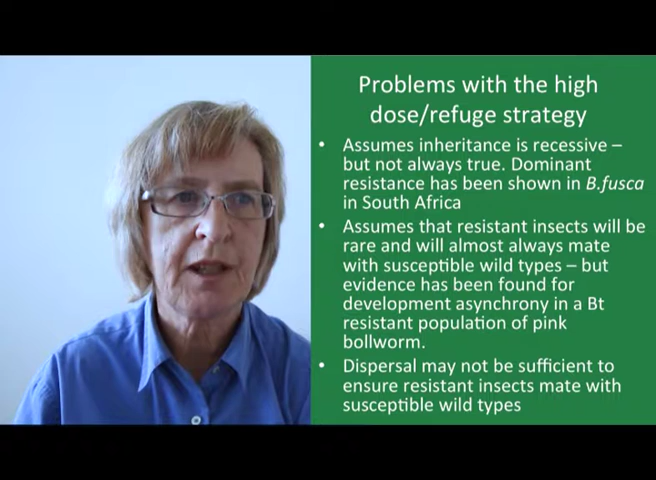 Problems with the high
dose/refuge strategy
• Assumes inheritance is recessive –
but not always true. Dominant
resistance has been shown in B.fusca
in South Africa
• Assumes that resistant insects will be
rare and will almost always mate
with susceptible wild types – but
evidence has been found for
development asynchrony in a Bt
resistant population of pink
bollworm.
• Dispersal may not be sufficient to
ensure resistant insects mate with
susceptible wild types